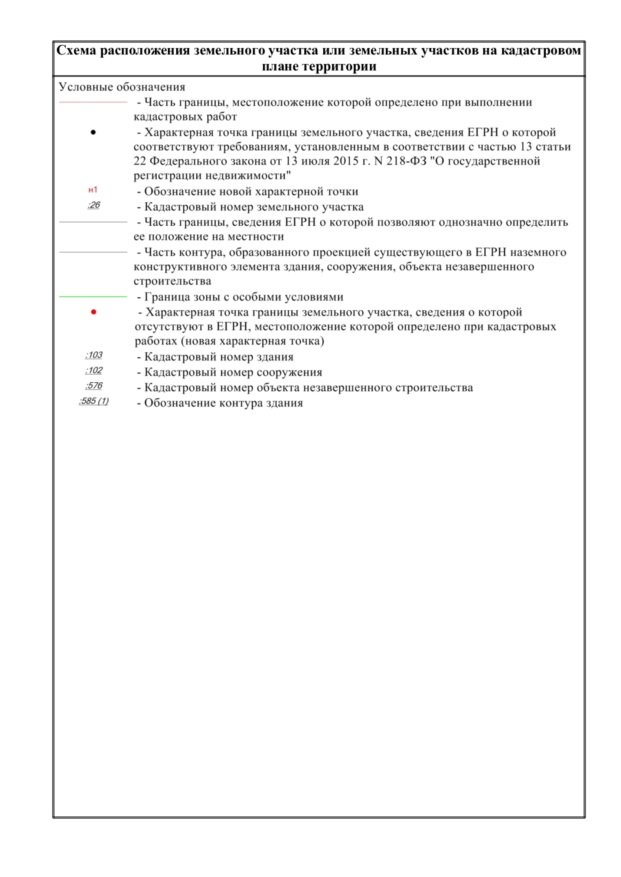 Схема расположения земельного участка или земельных участков на кадастровом
плане территории
Условные обозначения
- Часть границы, местоположение которой определено при выполнении
кадастровых работ
- Характерная точка границы земельного участка, сведения ЕГРН о которой
соответствуют требованиям, установленным в соответствии с частью 13 статьи
22 Федерального закона от 13 июля 2015 г. N 218-ФЗ "О государственной
регистрации недвижимости"
н1 - Обозначение новой характерной точки
:26 - Кадастровый номер земельного участка
- Часть границы, сведения ЕГРН о которой позволяют однозначно определить
ее положение на местности
- Часть контура, образованного проекцией существующего в ЕГРН наземного
конструктивного элемента здания, сооружения, объекта незавершенного
строительства
- Граница зоны с особыми условиями
- Характерная точка границы земельного участка, сведения о которой
отсутствуют в ЕГРН, местоположение которой определено при кадастровых
работах (новая характерная точка)
:103 - Кадастровый номер здания
:102 - Кадастровый номер сооружения
:576 - Кадастровый номер объекта незавершенного строительства
:585 (1) - Обозначение контура здания